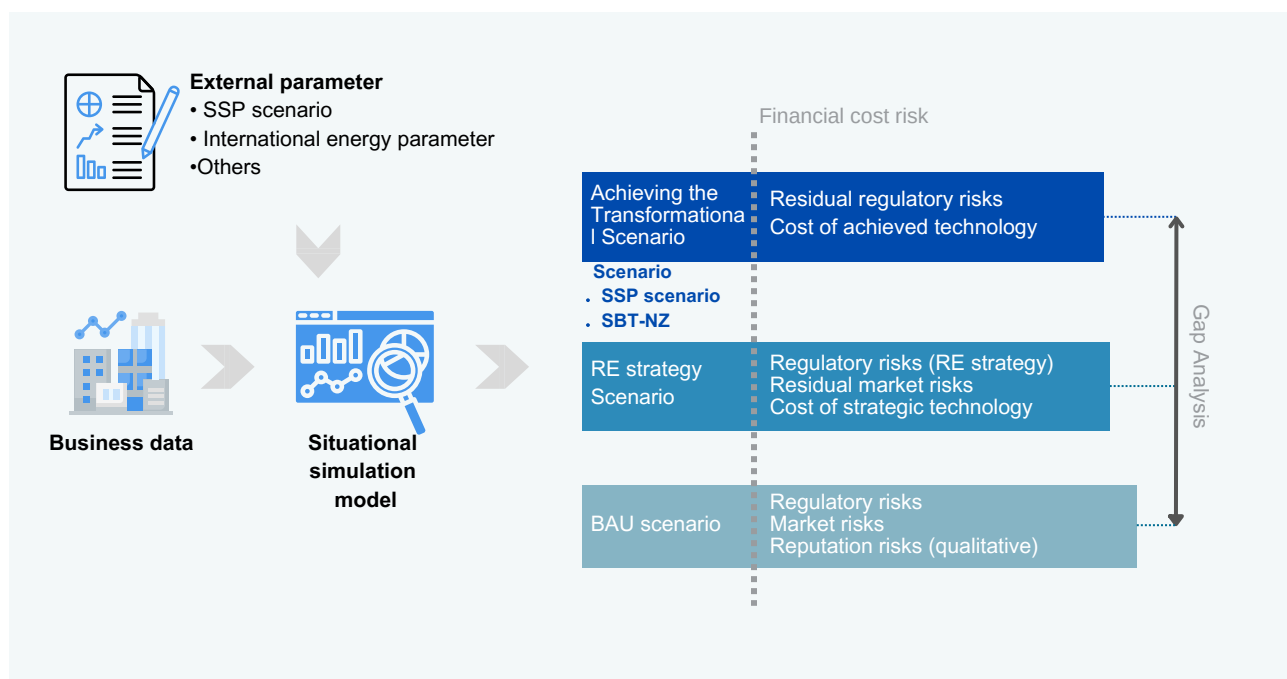 External parameter
• SSP scenario
• International energy parameter
•Others
Business data
Situational
simulation
model
Financial cost risk
Achieving the
Transformationa
l Scenario
Residual regulatory risks
Cost of achieved technology
Scenario
. SSP scenario
. SBT-NZ
RE strategy
Scenario
Regulatory risks (RE strategy)
Residual market risks
Cost of strategic technology
BAU scenario
Regulatory risks
Market risks
Reputation risks (qualitative)
Gap Analysis